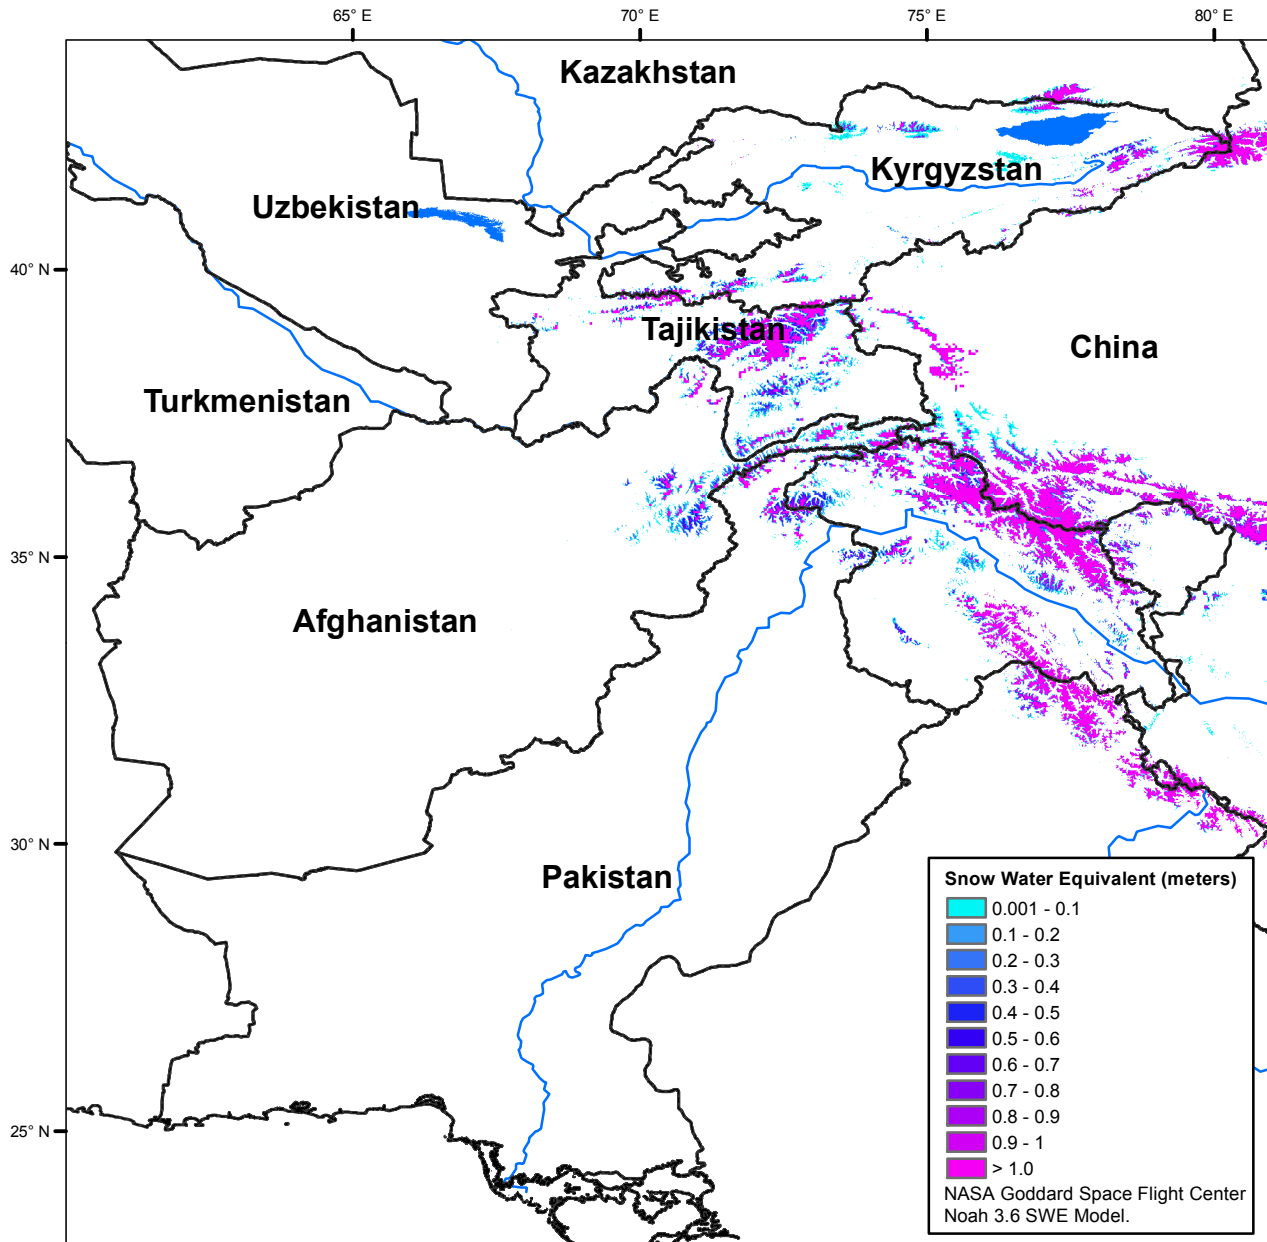 65° E
70° E
75° E
80° E
Kazakhstan
Kyrgyzstan
Uzbekistan
40° N
Tajikistan
China
Turkmenistan
35° N
Afghanistan
30° N
Pakistan
25° N
Snow Water Equivalent (meters)
0.001 - 0.1
0.1 - 0.2
0.2 - 0.3
0.3 - 0.4
0.4 - 0.5
0.5 - 0.6
0.6 - 0.7
0.7 - 0.8
0.8 - 0.9
0.9 - 1
> 1.0
NASA Goddard Space Flight Center
Noah 3.6 SWE Model.